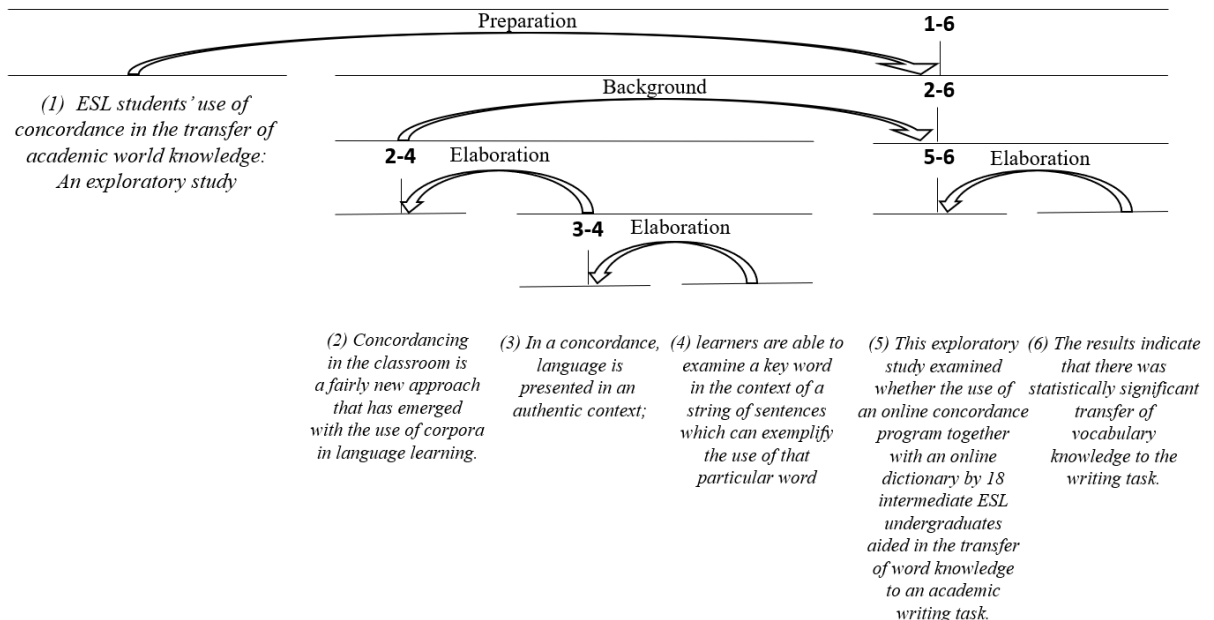 Preparation
1-6
(1) ESL students' use of
concordance in the transfer of
academic world knowledge:
An exploratory study
Background
2-6
2-4
Elaboration
5-6
Elaboration
3-4
Elaboration
(2) Concordancing
in the classroom is
a fairly new approach
that has emerged
with the use of corpora
in language learning.
(3) In a concordance,
language is
presented in an
authentic context;
(4) learners are able to
examine a key word
in the context of a
string of sentences
which can exemplify
the use of that
particular word
(5) This exploratory
study examined
whether the use of
an online concordance
program together
with an online
dictionary by 18
intermediate ESL
undergraduates
aided in the transfer
of word knowledge
to an academic
writing task.
(6) The results indicate
that there was
statistically significant
transfer of
vocabulary
knowledge to the
writing task.